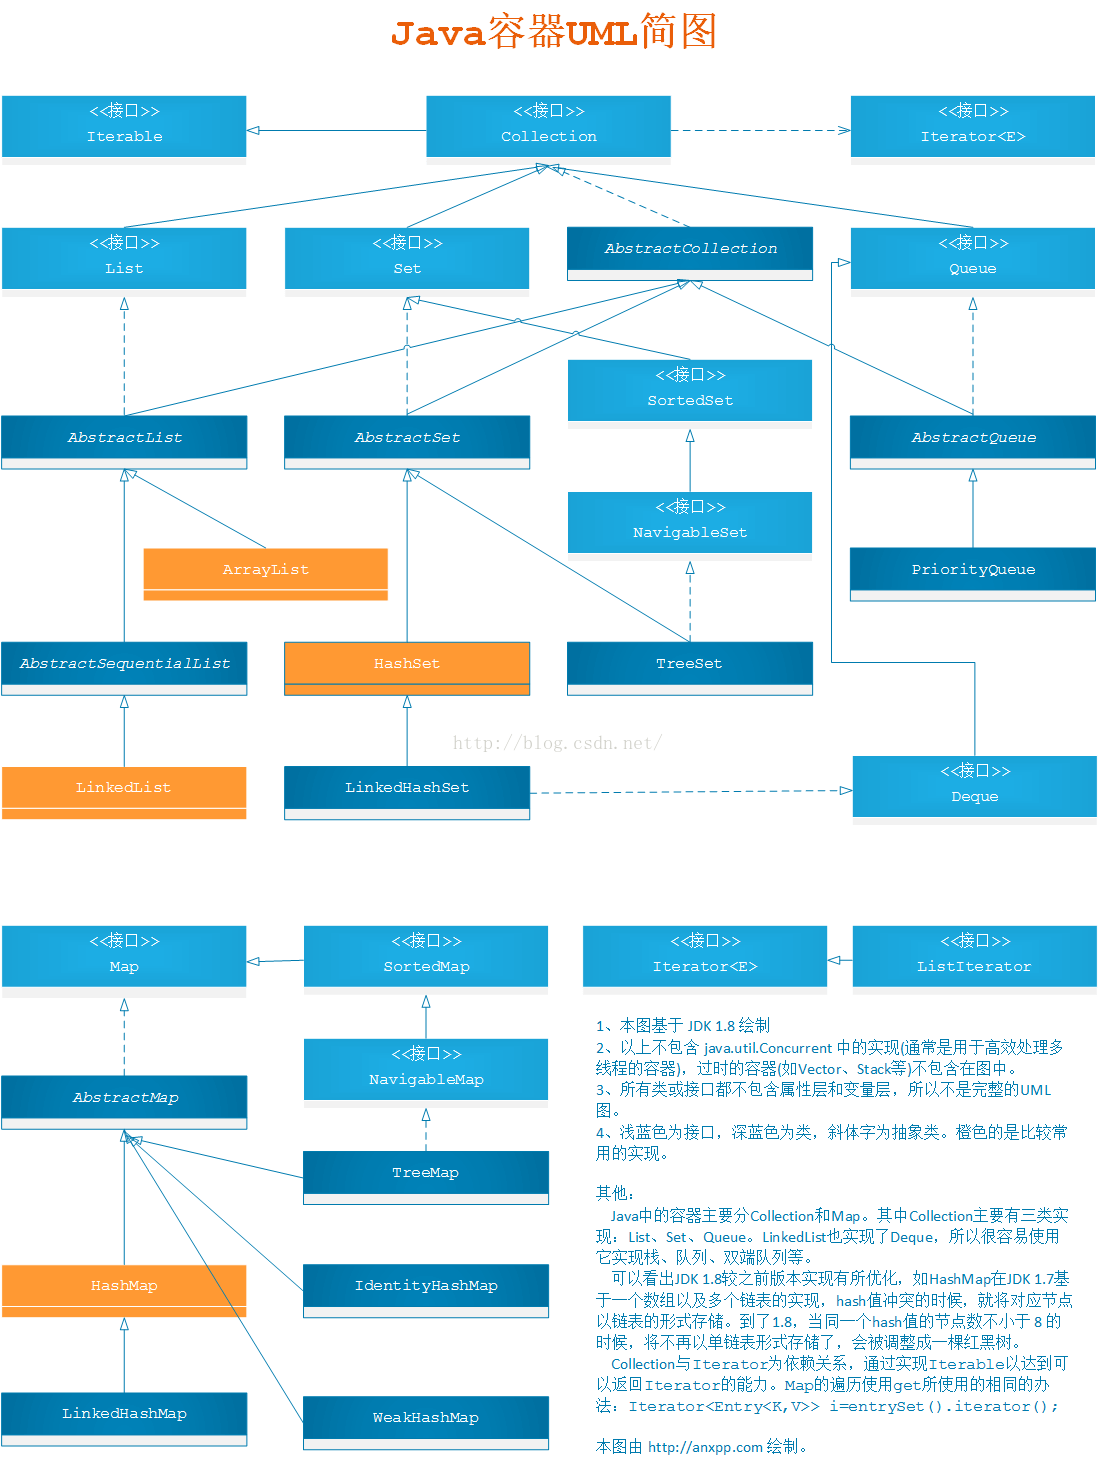 Java容器UML简图
<<接口>>
Iterable
<<接口>>
Collection
<<接口>>
Iterator<E>
<<接口>>
List
<<接口>>
Set
AbstractCollection
<<接口>>
Queue
<<接口>>
SortedSet
AbstractList
AbstractSet
AbstractQueue
<<接口>>
NavigableSet
ArrayList
PriorityQueue
AbstractSequentialList
HashSet
TreeSet
http://blog.csdn.net/
LinkedList
LinkedHashSet
<<接口>>
Deque
<<接口>>
Map
<<接口>>
SortedMap
<<接口>>
Iterator<E>
<<接口>>
ListIterator
<<接口>>
NavigableMap
AbstractMap
TreeMap
HashMap
IdentityHashMap
LinkedHashMap
WeakHashMap
1、本图基于 JDK 1.8 绘制
2、以上不包含 java.util.Concurrent 中的实现(通常是用于高效处理多
线程的容器)，过时的容器(如Vector、Stack等)不包含在图中。
3、所有类或接口都不包含属性层和变量层，所以不是完整的UML
图。
4、浅蓝色为接口，深蓝色为类，斜体字为抽象类。橙色的是比较常
用的实现。
其他：
Java中的容器主要分Collection和Map。其中Collection主要有三类实
现：List、Set、Queue。LinkedList也实现了Deque，所以很容易使用
它实现栈、队列、双端队列等。
可以看出JDK 1.8较之前版本实现有所优化，如HashMap在JDK 1.7基
于一个数组以及多个链表的实现，hash值冲突的时候，就将对应节点
以链表的形式存储。到了1.8，当同一个hash值的节点数不小于 8 的
时候，将不再以单链表形式存储了，会被调整成一棵红黑树。
Collection与Iterator为依赖关系，通过实现Iterable以达到可
以返回Iterator的能力。Map的遍历使用get所使用的相同的办
法：Iterator<Entry<K,V>> i=entrySet().iterator();
本图由 http://anxpp.com 绘制。